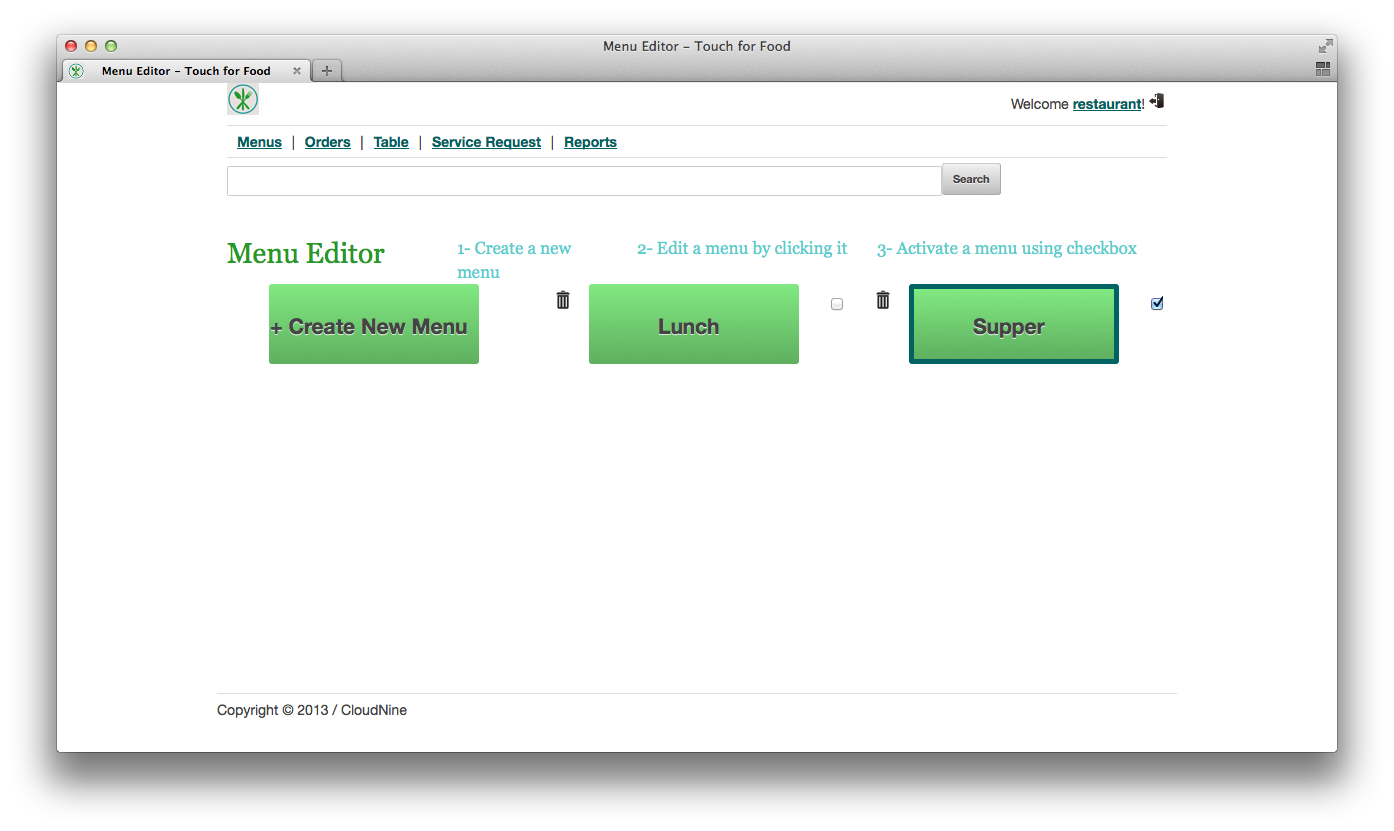 Menu Editor – Touch for Food
Menu Editor – Touch for Food
Welcome restaurant!
Menus | Orders | Table | Service Request | Reports
Search
Menu Editor
1- Create a new
menu
2- Edit a menu by clicking it
3- Activate a menu using checkbox
+ Create New Menu
Lunch
Supper
Copyright © 2013 / CloudNine